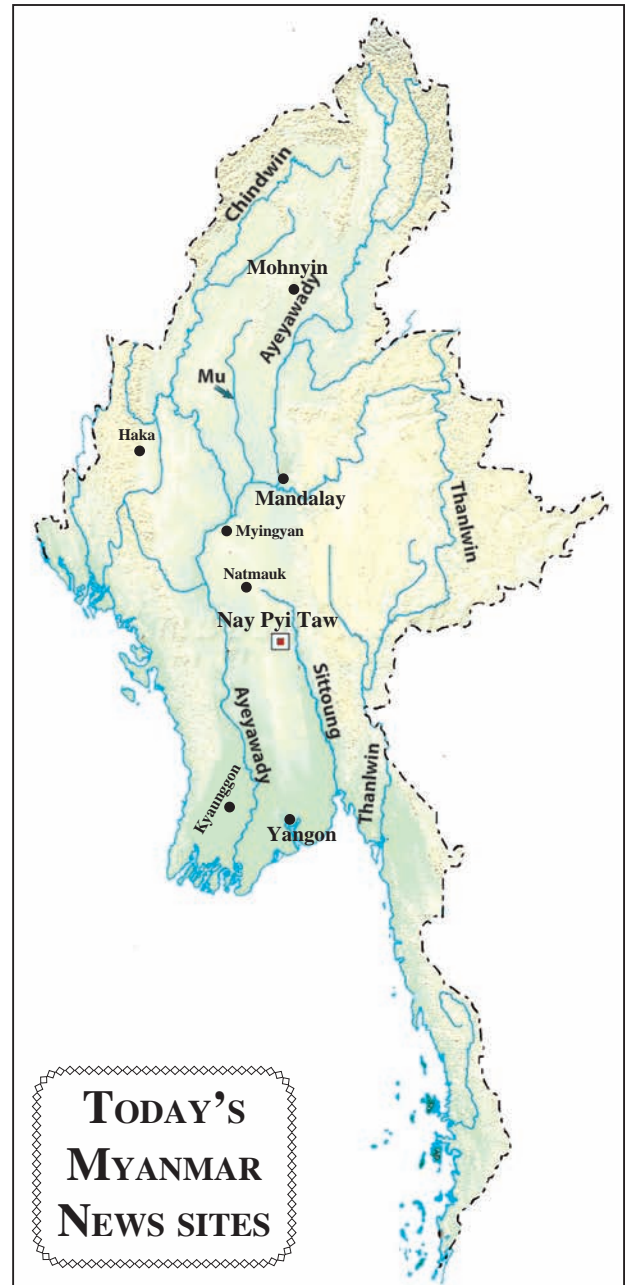 Chindwin
Mohnyin
Ayeyawady
Mu
Haka
Mandalay
Thanlwin
Myingyan
Natmauk
Nay Pyi Taw
Sittoung
Ayeyawady
Thanlwin
Kyaunggon
Yangon
TODAY'S
MYANMAR
NEWS SITES